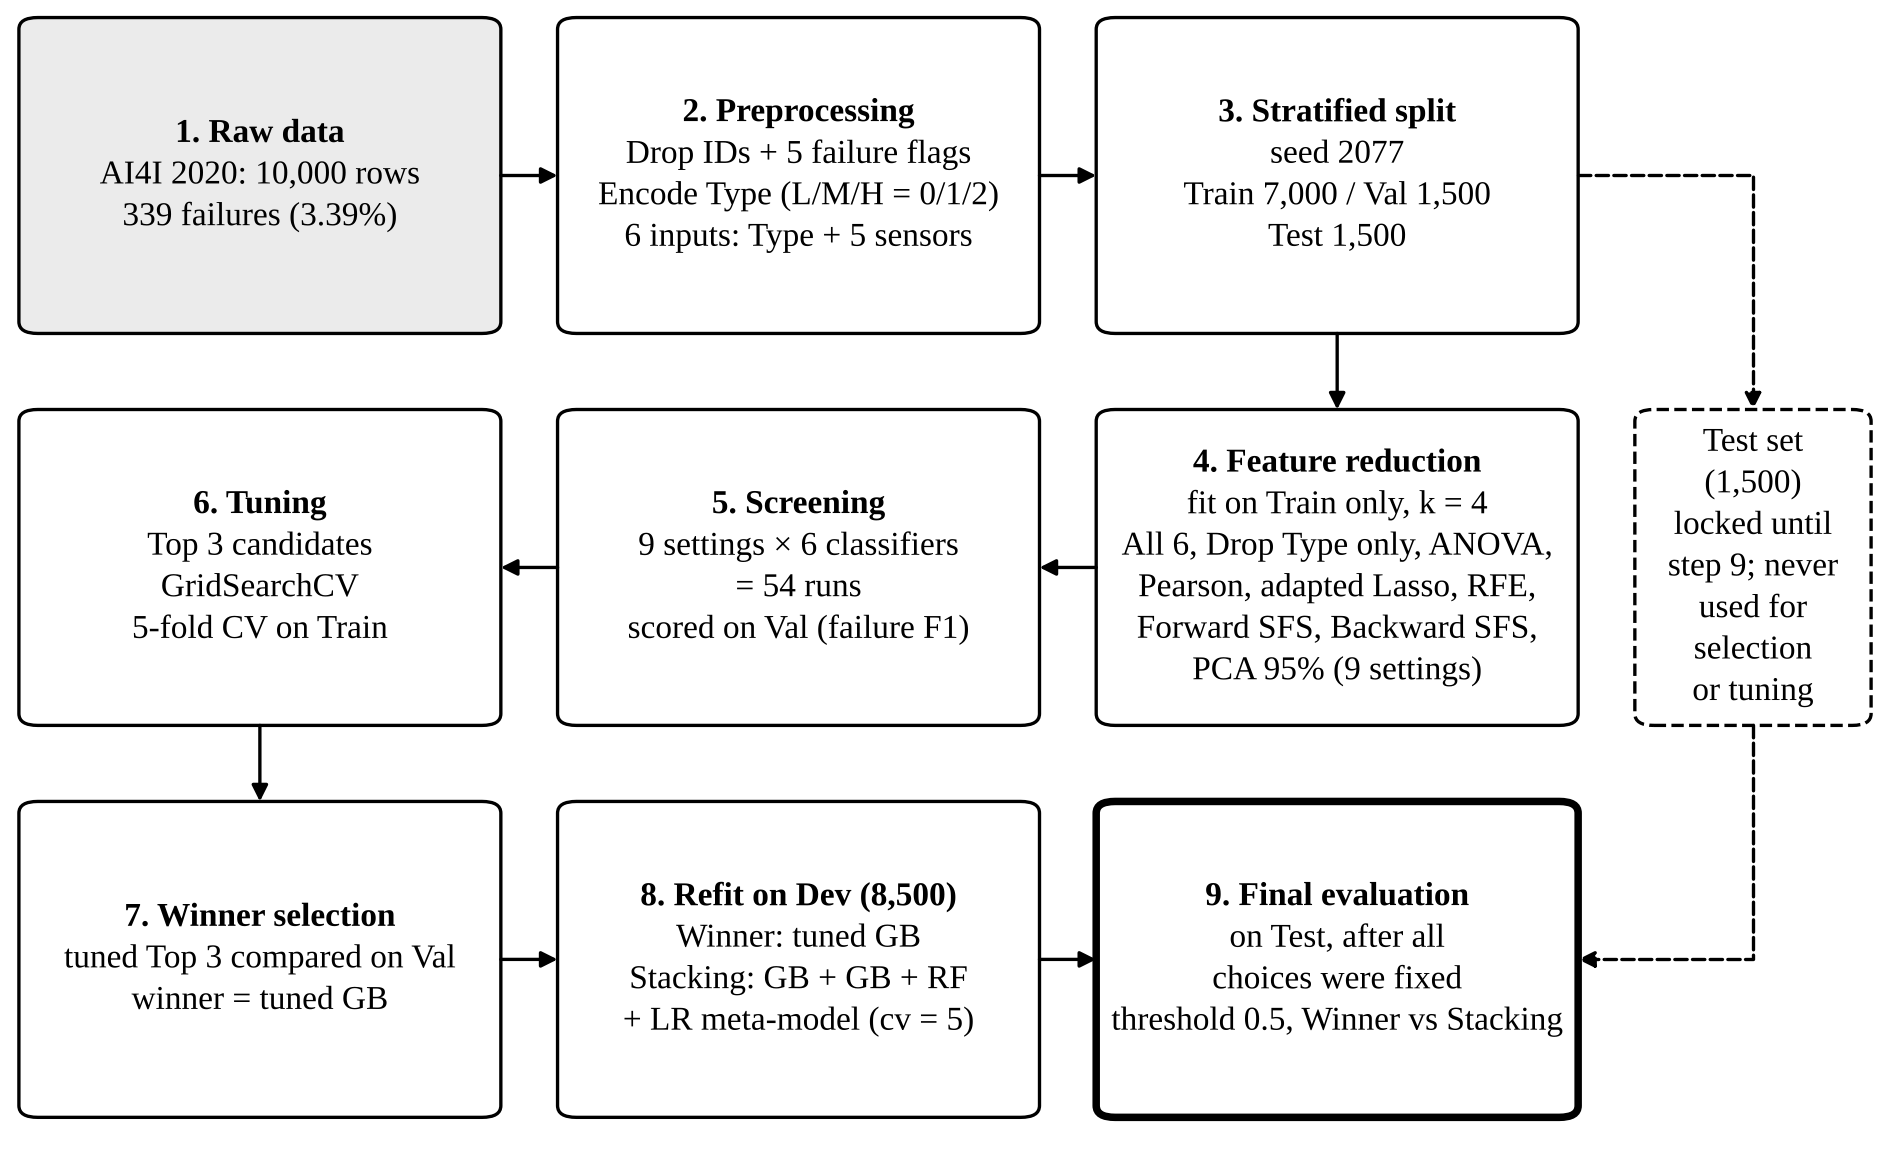 1. Raw data
AI4I 2020: 10,000 rows
339 failures (3.39%)
2. Preprocessing
Drop IDs + 5 failure flags
Encode Type (L/M/H = 0/1/2)
6 inputs: Type + 5 sensors
3. Stratified split
seed 2077
Train 7,000 / Val 1,500
Test 1,500
4. Feature reduction
fit on Train only, k = 4
All 6, Drop Type only, ANOVA,
Pearson, adapted Lasso, RFE,
Forward SFS, Backward SFS,
PCA 95% (9 settings)
Test set
(1,500)
locked until
step 9; never
used for
selection
or tuning
5. Screening
9 settings × 6 classifiers
= 54 runs
scored on Val (failure F1)
6. Tuning
Top 3 candidates
GridSearchCV
5-fold CV on Train
7. Winner selection
tuned Top 3 compared on Val
winner = tuned GB
8. Refit on Dev (8,500)
Winner: tuned GB
Stacking: GB + GB + RF
+ LR meta-model (cv = 5)
9. Final evaluation
on Test, after all
choices were fixed
threshold 0.5, Winner vs Stacking